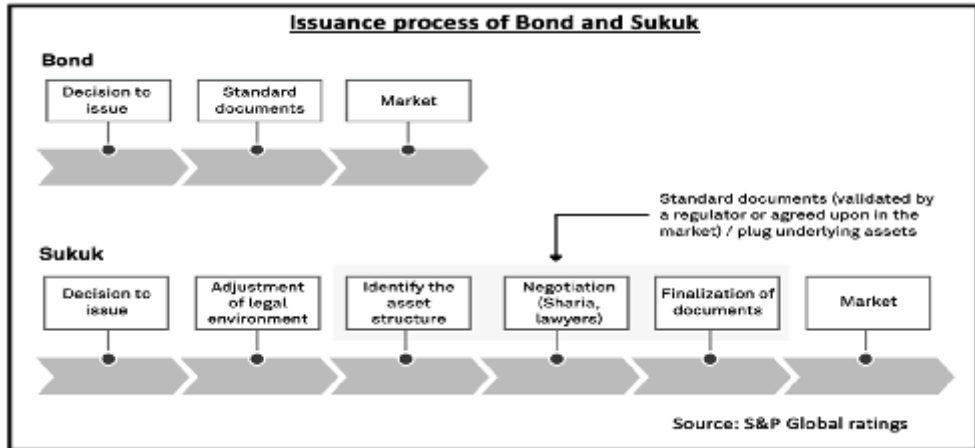 Issuance process of Bond and Sukuk
Bond
Decision to
issue
Standard
documents
Market
Standard documents (validated by
a regulator or agreed upon in the
market) / plug underlying assets
Sukuk
Decision to
issue
Adjustment
of legal
environment
Identify the
asset
structure
Negotiation
(Sharia,
lawyers)
Finalization of
documents
Market
Source: S&P Global ratings